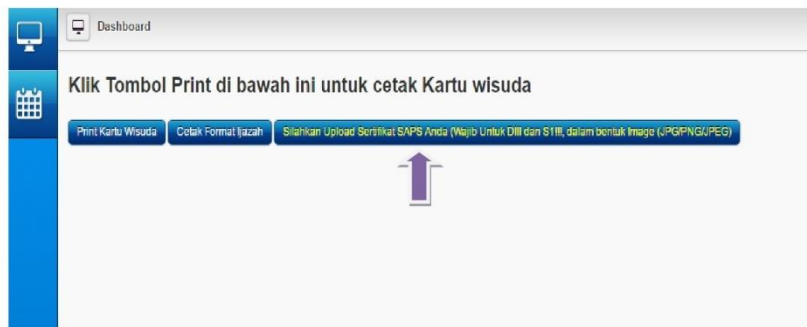 Dashboard
Klik Tombol Print di bawah ini untuk cetak Kartu wisuda
Print Kartu Wisuda
Cetak Format Ijazah
Silahkan Upload Sertifikat SAPS Anda (Wajib Untuk DIII dan S1!!!, dalam bentuk Image (JPG/PNG/JPEG)